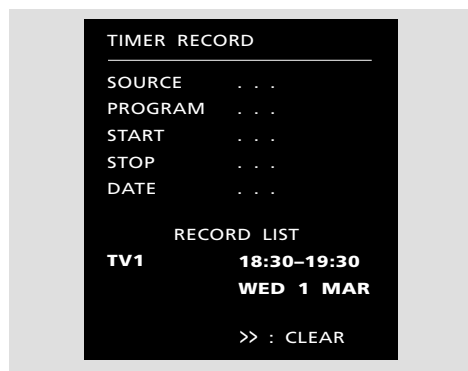 TIMER RECORD
SOURCE . . .
PROGRAM . . .
START . . .
STOP . . .
DATE . . .
RECORD LIST
TV1 18:30–19:30
WED 1 MAR
>> : CLEAR